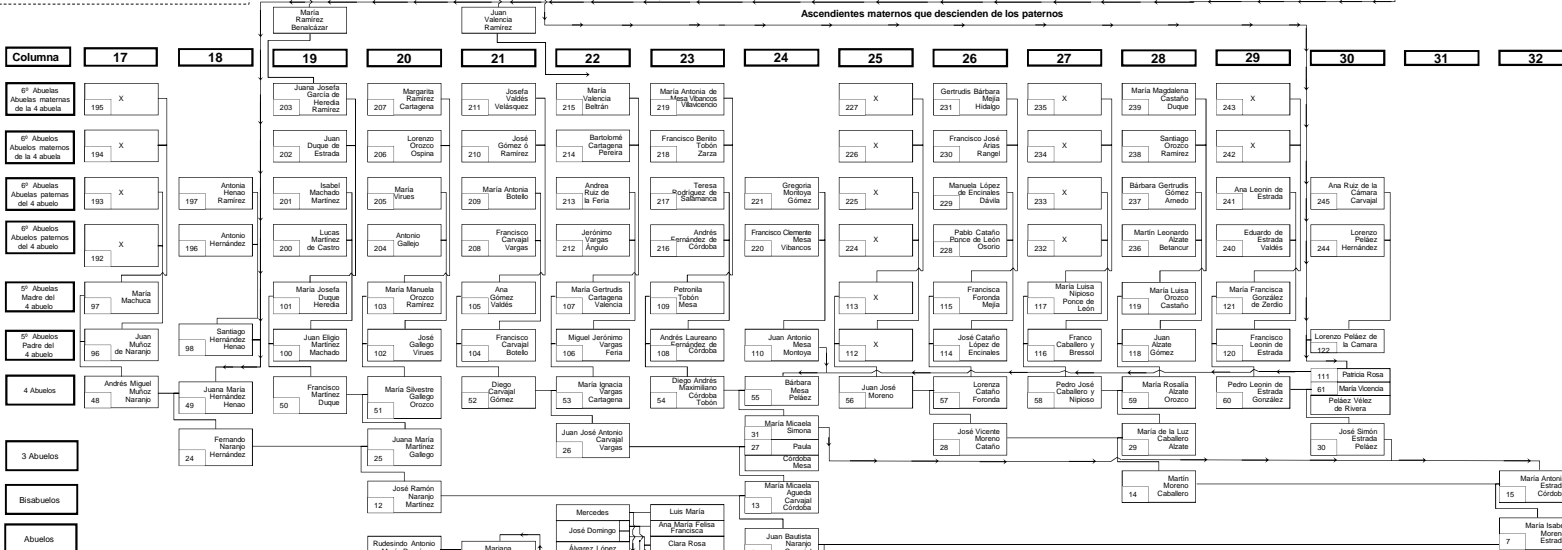 María
Ramírez
Benalcázar
Juan
Valencia
Ramírez
Ascendientes maternos que descienden de los paternos
Columna 17 18 19 20 21 22 23 24 25 26 27 28 29 30 31 32
6º Abuelas
Abuelas maternas
de la 4 abuela
195 X
203 Juana Josefa
García de
Heredia
Ramírez
207 Margarita
Ramírez
Cartagena
211 Josefa
Valdés
Velásquez
215 María
Valencia
Beltrán
219 María Antonia de
Mesa Vibancos
Villavicencio
227 X
231 Gertrudis Bárbara
Mejía
Hidalgo
235 X
239 María Magdalena
Castaño
Duque
243 X
6º Abuelos
Abuelos maternos
de la 4 abuela
194 X
202 Juan
Duque de
Estrada
206 Lorenzo
Orozco
Ospina
210 José
Gómez ó
Ramírez
214 Bartolomé
Cartagena
Pereira
218 Francisco Benito
Tobón
Zarza
226 X
230 Francisco José
Arias
Rangel
234 X
238 Santiago
Orozco
Ramírez
242 X
6º Abuelas
Abuelas paternas
del 4 abuelo
193 X
197 Antonia
Henao
Ramírez
201 Isabel
Machado
Martínez
205 María
Virues
209 María Antonia
Botello
213 Andrea
Ruiz de
la Feria
217 Teresa
Rodríguez de
Salamanca
221 Gregoria
Montoya
Gómez
225 X
229 Manuela López
de Encinales
Dávila
233 X
237 Bárbara Gertrudis
Gómez
Arnedo
241 Ana Leonin de
Estrada
245 Ana Ruiz de la
Cámara
Carvajal
6º Abuelos
Abuelos paternos
del 4 abuelo
192 X
196 Antonio
Hernández
200 Lucas
Martínez
de Castro
204 Antonio
Gallejo
208 Francisco
Carvajal
Vargas
212 Jerónimo
Vargas
Ángulo
216 Andrés
Fernández de
Córdoba
220 Francisco Clemente
Mesa
Vibancos
224 X
228 Pablo Cataño
Ponce de León
Osorio
232 X
236 Martín Leonardo
Alzate
Betancur
240 Eduardo de
Estrada
Valdés
244 Lorenzo
Peláez
Hernández
5º Abuelas
Madre del
4 abuelo
97 María
Machuca
101 María Josefa
Duque
Heredia
103 María Manuela
Orozco
Ramírez
105 Ana
Gómez
Valdés
107 María Gertrudis
Cartagena
Valencia
109 Petronila
Tobón
Mesa
113 X
115 Francisca
Foronda
Mejía
117 María Luisa
Nipioso
Ponce de
León
119 María Luisa
Orozco
Castaño
121 María Francisca
González
de Zerdio
5º Abuelos
Padre del
4 abuelo
96 Juan
Muñoz
de Naranjo
98 Santiago
Hernández
Henao
100 Juan Eligio
Martínez
Machado
102 José
Gallego
Virues
104 Francisco
Carvajal
Botello
106 Miguel Jerónimo
Vargas
Feria
108 Andrés Laureano
Fernández de
Córdoba
110 Juan Antonio
Mesa
Montoya
112 X
114 José Cataño
López de
Encinales
116 Franco
Caballero y
Bressol
118 Juan
Alzate
Gómez
120 Francisco
Leonin de
Estrada
122 Lorenzo Peláez de
la Camara
4 Abuelos
48 Andrés Miguel
Muñoz
Naranjo
49 Juana María
Hernández
Henao
50 Francisco
Martínez
Duque
51 María Silvestre
Gallego
Orozco
52 Diego
Carvajal
Gómez
53 María Ignacia
Vargas
Cartagena
54 Diego Andrés
Maximiliano
Córdoba
Tobón
55 Bárbara
Mesa
Peláez
56 Juan José
Moreno
57 Lorenza
Cataño
Foronda
58 Pedro José
Caballero y
Nipioso
59 María Rosalía
Alzate
Orozco
60 Pedro Leonin de
Estrada
González
111 Patricia Rosa
61 María Vicencia
Peláez Vélez
de Rivera
3 Abuelos
24 Fernando
Naranjo
Hernández
25 Juana María
Martínez
Gallego
26 Juan José Antonio
Carvajal
Vargas
31 María Micaela
Simona
27 Paula
Córdoba
Mesa
28 José Vicente
Moreno
Cataño
29 María de la Luz
Caballero
Alzate
30 José Simón
Estrada
Peláez
Bisabuelos
12 José Ramón
Naranjo
Martínez
13 María Micaela
Agueda
Carvajal
Córdoba
14 Martín
Moreno
Caballero
15 María Antoni
Estrad
Córdob
Abuelos
Rudesindo Antonio
Mariana
Mercedes
José Domingo
Álvarez López
Luis María
Ana María Felisa
Francisca
Clara Rosa
Juan Bautista
Naranjo
7 María Isabe
Moren
Estrad